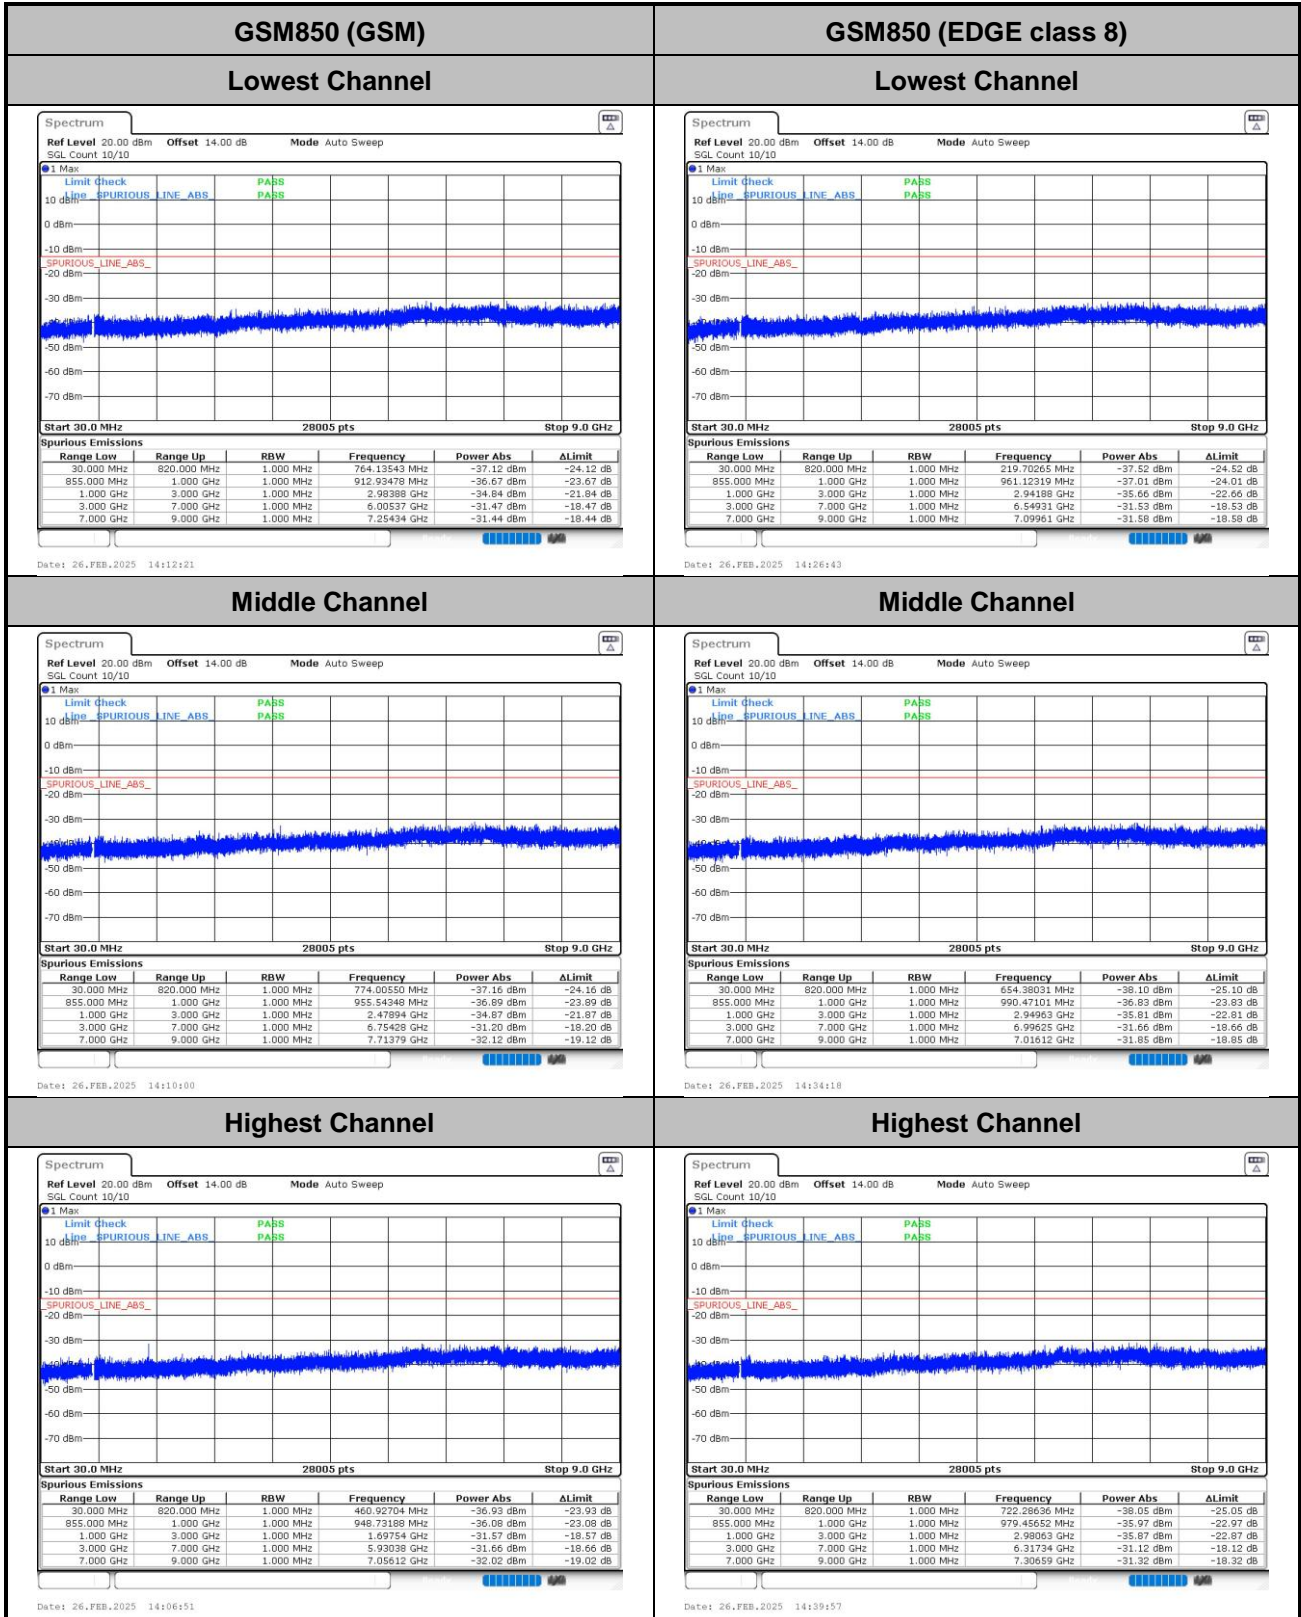 GSM850 (GSM)
GSM850 (EDGE class 8)
Lowest Channel
Lowest Channel
Spectrum
Ref Level 20.00 dBm Offset 14.00 dB Mode Auto Sweep
SGL Count 10/10
1 Max
Limit Check PASS
Line _SPURIOUS_LINE_ABS_ PASS
10 dBm
0 dBm
-10 dBm
_SPURIOUS_LINE_ABS_
-20 dBm
-30 dBm
-50 dBm
-60 dBm
-70 dBm
Start 30.0 MHz 28005 pts Stop 9.0 GHz
Spurious Emissions
Range Low Range Up RBW Frequency Power Abs ΔLimit
30.000 MHz 820.000 MHz 1.000 MHz 764.13543 MHz -37.12 dBm -24.12 dB
855.000 MHz 1.000 GHz 1.000 MHz 912.93478 MHz -36.67 dBm -23.67 dB
1.000 GHz 3.000 GHz 1.000 MHz 2.98388 GHz -34.84 dBm -21.84 dB
3.000 GHz 7.000 GHz 1.000 MHz 6.00537 GHz -31.47 dBm -18.47 dB
7.000 GHz 9.000 GHz 1.000 MHz 7.25434 GHz -31.44 dBm -18.44 dB
Date: 26.FEB.2025 14:12:21
Spectrum
Ref Level 20.00 dBm Offset 14.00 dB Mode Auto Sweep
SGL Count 10/10
1 Max
Limit Check PASS
Line _SPURIOUS_LINE_ABS_ PASS
10 dBm
0 dBm
-10 dBm
_SPURIOUS_LINE_ABS_
-20 dBm
-30 dBm
-50 dBm
-60 dBm
-70 dBm
Start 30.0 MHz 28005 pts Stop 9.0 GHz
Spurious Emissions
Range Low Range Up RBW Frequency Power Abs ΔLimit
30.000 MHz 820.000 MHz 1.000 MHz 219.70265 MHz -37.52 dBm -24.52 dB
855.000 MHz 1.000 GHz 1.000 MHz 961.12319 MHz -37.01 dBm -24.01 dB
1.000 GHz 3.000 GHz 1.000 MHz 2.94188 GHz -35.66 dBm -22.66 dB
3.000 GHz 7.000 GHz 1.000 MHz 6.54931 GHz -31.53 dBm -18.53 dB
7.000 GHz 9.000 GHz 1.000 MHz 7.09961 GHz -31.58 dBm -18.58 dB
Date: 26.FEB.2025 14:26:43
Middle Channel
Middle Channel
Spectrum
Ref Level 20.00 dBm Offset 14.00 dB Mode Auto Sweep
SGL Count 10/10
1 Max
Limit Check PASS
Line _SPURIOUS_LINE_ABS_ PASS
10 dBm
0 dBm
-10 dBm
_SPURIOUS_LINE_ABS_
-20 dBm
-30 dBm
-50 dBm
-60 dBm
-70 dBm
Start 30.0 MHz 28005 pts Stop 9.0 GHz
Spurious Emissions
Range Low Range Up RBW Frequency Power Abs ΔLimit
30.000 MHz 820.000 MHz 1.000 MHz 774.00550 MHz -37.16 dBm -24.16 dB
855.000 MHz 1.000 GHz 1.000 MHz 955.54348 MHz -36.89 dBm -23.89 dB
1.000 GHz 3.000 GHz 1.000 MHz 2.47894 GHz -34.87 dBm -21.87 dB
3.000 GHz 7.000 GHz 1.000 MHz 6.75428 GHz -31.20 dBm -18.20 dB
7.000 GHz 9.000 GHz 1.000 MHz 7.71379 GHz -32.12 dBm -19.12 dB
Date: 26.FEB.2025 14:10:00
Spectrum
Ref Level 20.00 dBm Offset 14.00 dB Mode Auto Sweep
SGL Count 10/10
1 Max
Limit Check PASS
Line _SPURIOUS_LINE_ABS_ PASS
10 dBm
0 dBm
-10 dBm
_SPURIOUS_LINE_ABS_
-20 dBm
-30 dBm
-50 dBm
-60 dBm
-70 dBm
Start 30.0 MHz 28005 pts Stop 9.0 GHz
Spurious Emissions
Range Low Range Up RBW Frequency Power Abs ΔLimit
30.000 MHz 820.000 MHz 1.000 MHz 654.38031 MHz -38.10 dBm -25.10 dB
855.000 MHz 1.000 GHz 1.000 MHz 990.47101 MHz -36.83 dBm -23.83 dB
1.000 GHz 3.000 GHz 1.000 MHz 2.94963 GHz -35.81 dBm -22.81 dB
3.000 GHz 7.000 GHz 1.000 MHz 6.99625 GHz -31.66 dBm -18.66 dB
7.000 GHz 9.000 GHz 1.000 MHz 7.01612 GHz -31.85 dBm -18.85 dB
Date: 26.FEB.2025 14:34:18
Highest Channel
Highest Channel
Spectrum
Ref Level 20.00 dBm Offset 14.00 dB Mode Auto Sweep
SGL Count 10/10
1 Max
Limit Check PASS
Line _SPURIOUS_LINE_ABS_ PASS
10 dBm
0 dBm
-10 dBm
_SPURIOUS_LINE_ABS_
-20 dBm
-30 dBm
-50 dBm
-60 dBm
-70 dBm
Start 30.0 MHz 28005 pts Stop 9.0 GHz
Spurious Emissions
Range Low Range Up RBW Frequency Power Abs ΔLimit
30.000 MHz 820.000 MHz 1.000 MHz 460.92704 MHz -36.93 dBm -23.93 dB
855.000 MHz 1.000 GHz 1.000 MHz 948.73188 MHz -36.08 dBm -23.08 dB
1.000 GHz 3.000 GHz 1.000 MHz 1.69754 GHz -31.57 dBm -18.57 dB
3.000 GHz 7.000 GHz 1.000 MHz 5.93038 GHz -31.66 dBm -18.66 dB
7.000 GHz 9.000 GHz 1.000 MHz 7.05612 GHz -32.02 dBm -19.02 dB
Date: 26.FEB.2025 14:06:51
Spectrum
Ref Level 20.00 dBm Offset 14.00 dB Mode Auto Sweep
SGL Count 10/10
1 Max
Limit Check PASS
Line _SPURIOUS_LINE_ABS_ PASS
10 dBm
0 dBm
-10 dBm
_SPURIOUS_LINE_ABS_
-20 dBm
-30 dBm
-50 dBm
-60 dBm
-70 dBm
Start 30.0 MHz 28005 pts Stop 9.0 GHz
Spurious Emissions
Range Low Range Up RBW Frequency Power Abs ΔLimit
30.000 MHz 820.000 MHz 1.000 MHz 722.28636 MHz -38.05 dBm -25.05 dB
855.000 MHz 1.000 GHz 1.000 MHz 979.45652 MHz -35.97 dBm -22.97 dB
1.000 GHz 3.000 GHz 1.000 MHz 2.98063 GHz -35.87 dBm -22.87 dB
3.000 GHz 7.000 GHz 1.000 MHz 6.31734 GHz -31.12 dBm -18.12 dB
7.000 GHz 9.000 GHz 1.000 MHz 7.30659 GHz -31.32 dBm -18.32 dB
Date: 26.FEB.2025 14:39:57